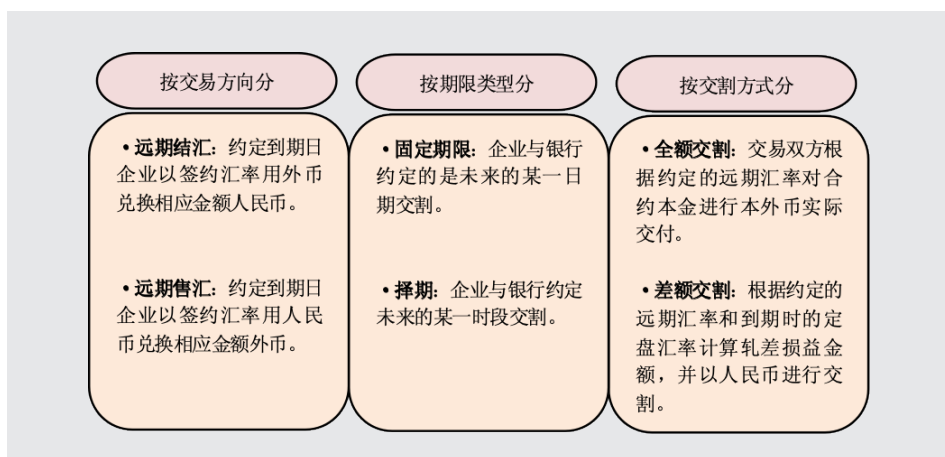 按交易方向分
•远期结汇：约定到期日
企业以签约汇率用外币
兑换相应金额人民币。
•远期售汇：约定到期日
企业以签约汇率用人民
币兑换相应金额外币。
按期限类型分
•固定期限：企业与银行
约定的是未来的某一日
期交割。
•择期：企业与银行约定
未来的某一时段交割。
按交割方式分
•全额交割：交易双方根
据约定的远期汇率对合
约本金进行本外币实际
交付。
•差额交割：根据约定的
远期汇率和到期时的定
盘汇率计算轧差损益金
额，并以人民币进行交
割。